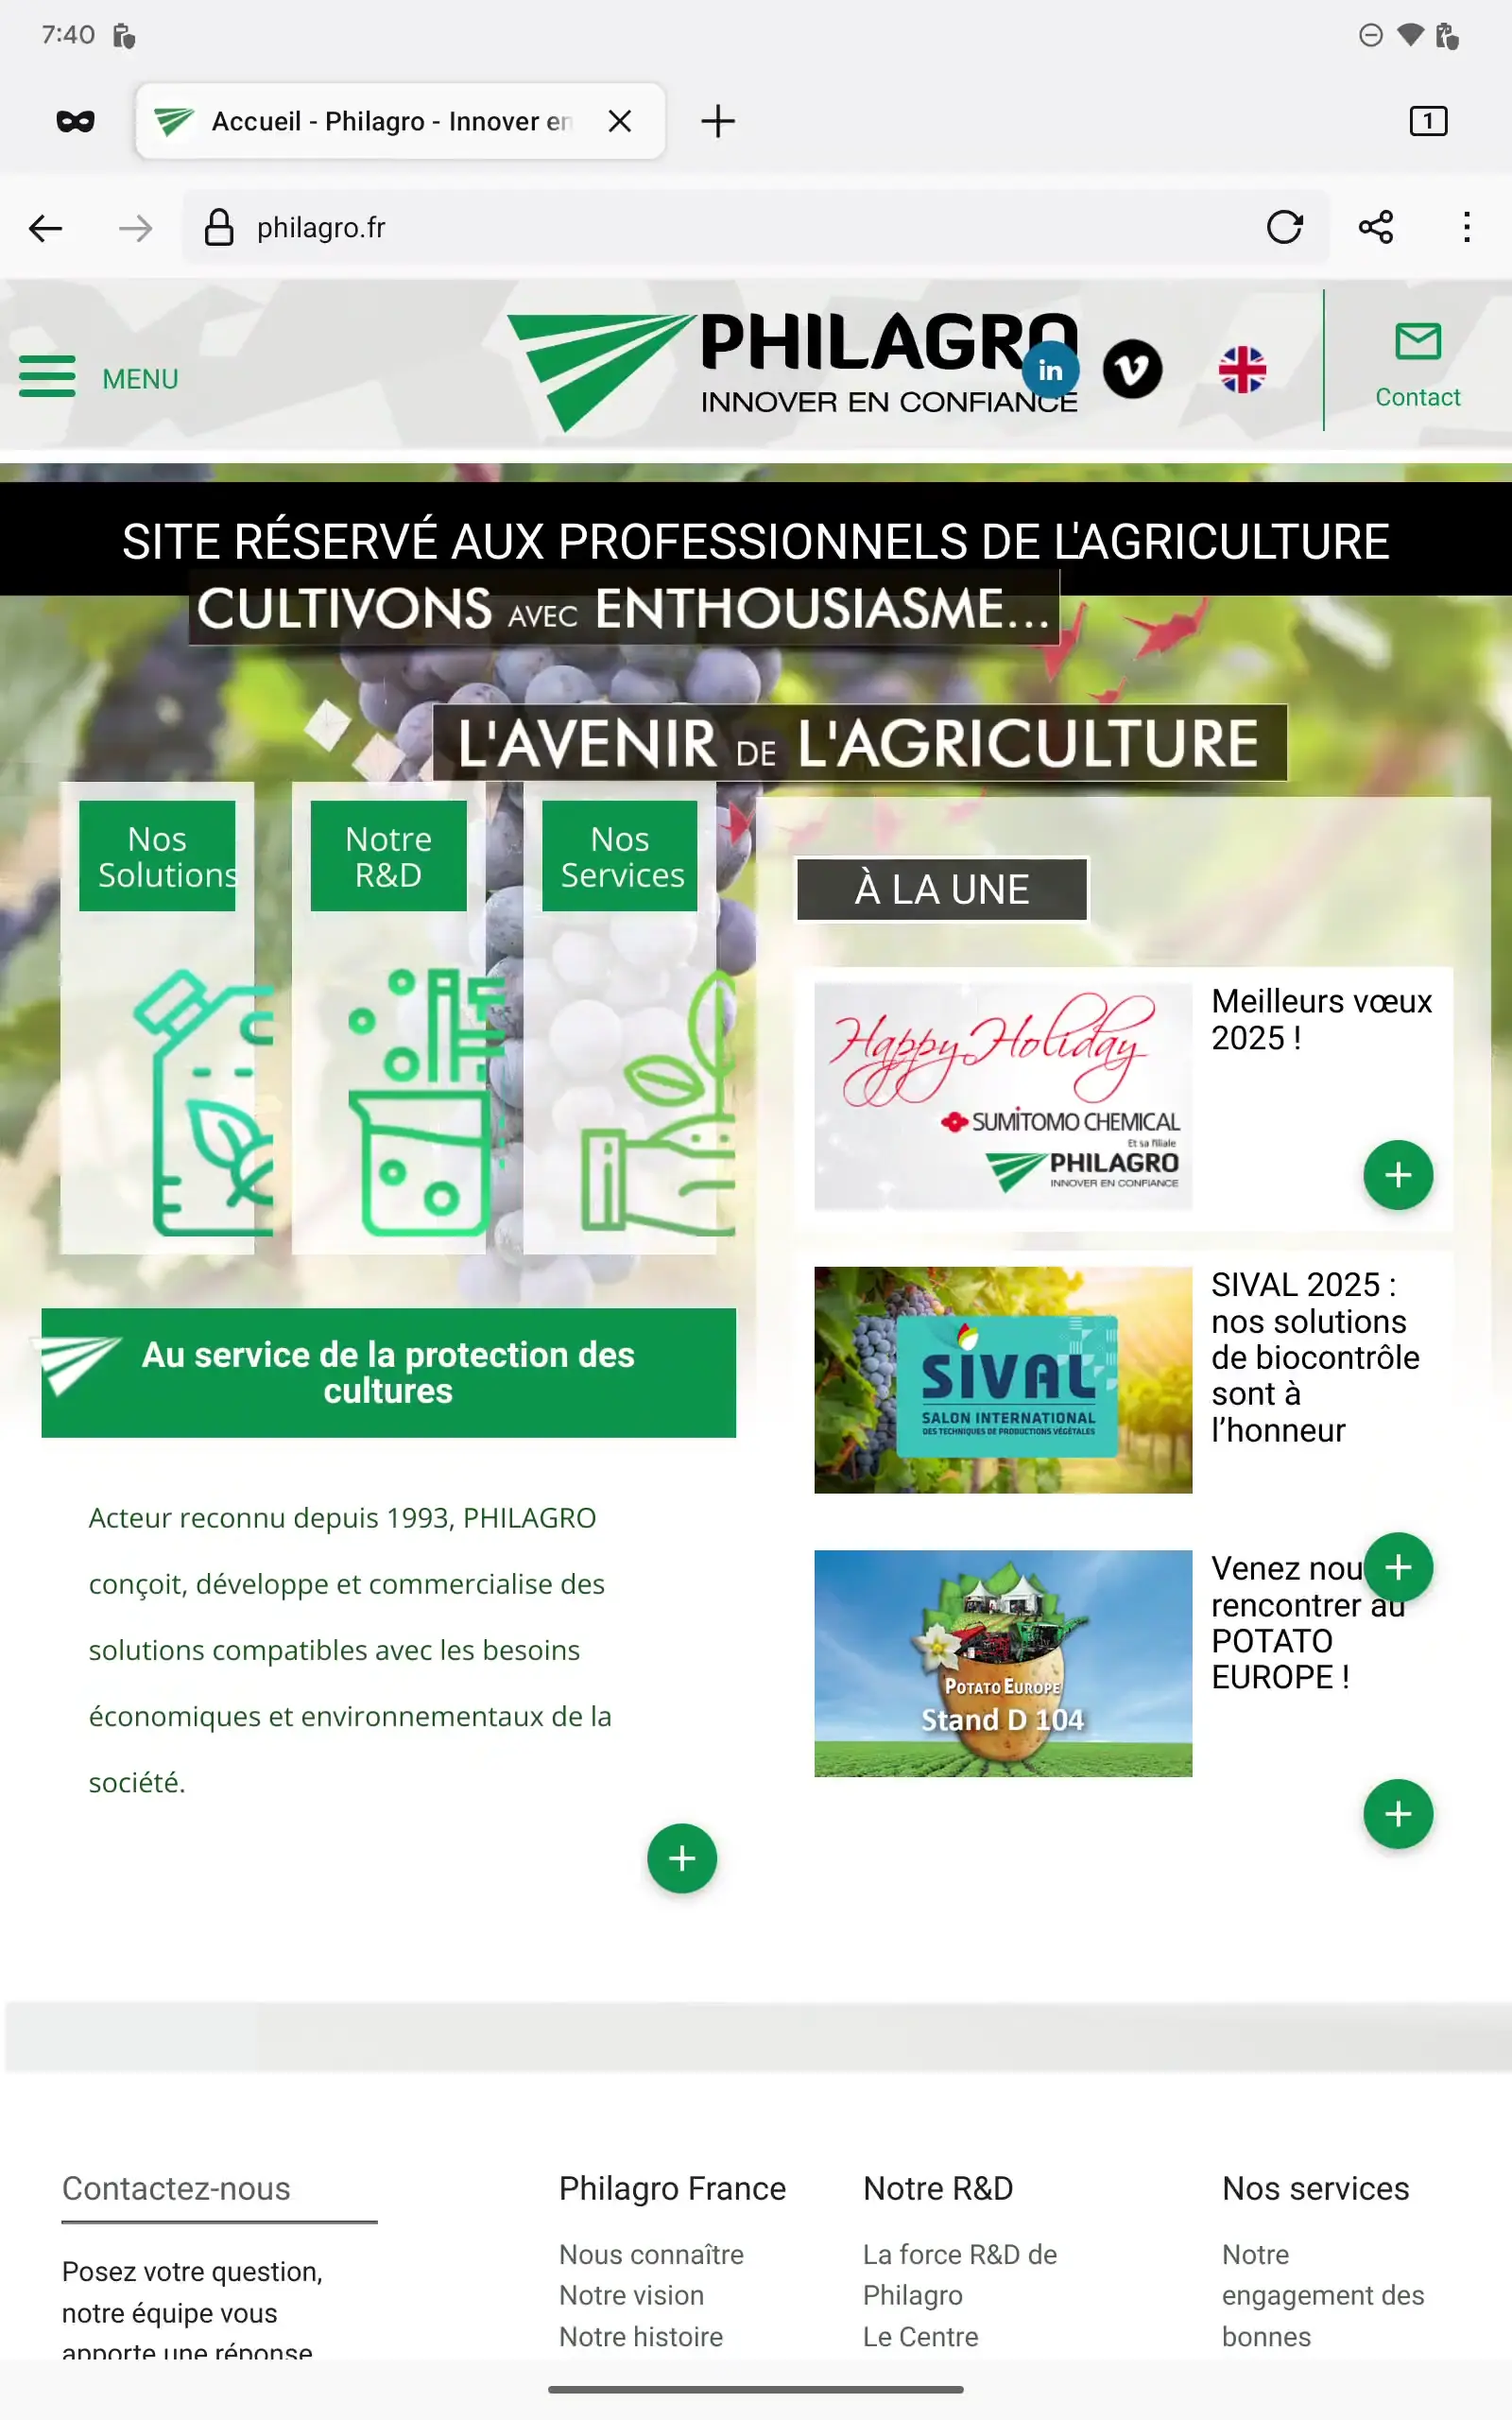 7:40
Accueil - Philagro - Innover en
1
philagro.fr
MENU
PHILAGRO
INNOVER EN CONFIANCE
in
Contact
SITE RÉSERVÉ AUX PROFESSIONNELS DE L'AGRICULTURE
CULTIVONS AVEC ENTHOUSIASME...
L'AVENIR DE L'AGRICULTURE
Nos
Solutions
Notre
R&D
Nos
Services
À LA UNE
Happy Holiday
SUMITOMO CHEMICAL
Et sa filiale
PHILAGRO
INNOVER EN CONFIANCE
Meilleurs vœux
2025 !
SIVAL
SALON INTERNATIONAL
DES TECHNIQUES DE PRODUCTIONS VÉGÉTALES
SIVAL 2025 :
nos solutions
de biocontrôle
sont à
l’honneur
POTATO EUROPE
Stand D 104
Venez nou
rencontrer au
POTATO
EUROPE !
Au service de la protection des
cultures
Acteur reconnu depuis 1993, PHILAGRO
conçoit, développe et commercialise des
solutions compatibles avec les besoins
économiques et environnementaux de la
société.
Contactez-nous
Posez votre question,
notre équipe vous
apporte une réponse
Philagro France
Nous connaître
Notre vision
Notre histoire
Notre R&D
La force R&D de
Philagro
Le Centre
Nos services
Notre
engagement des
bonnes